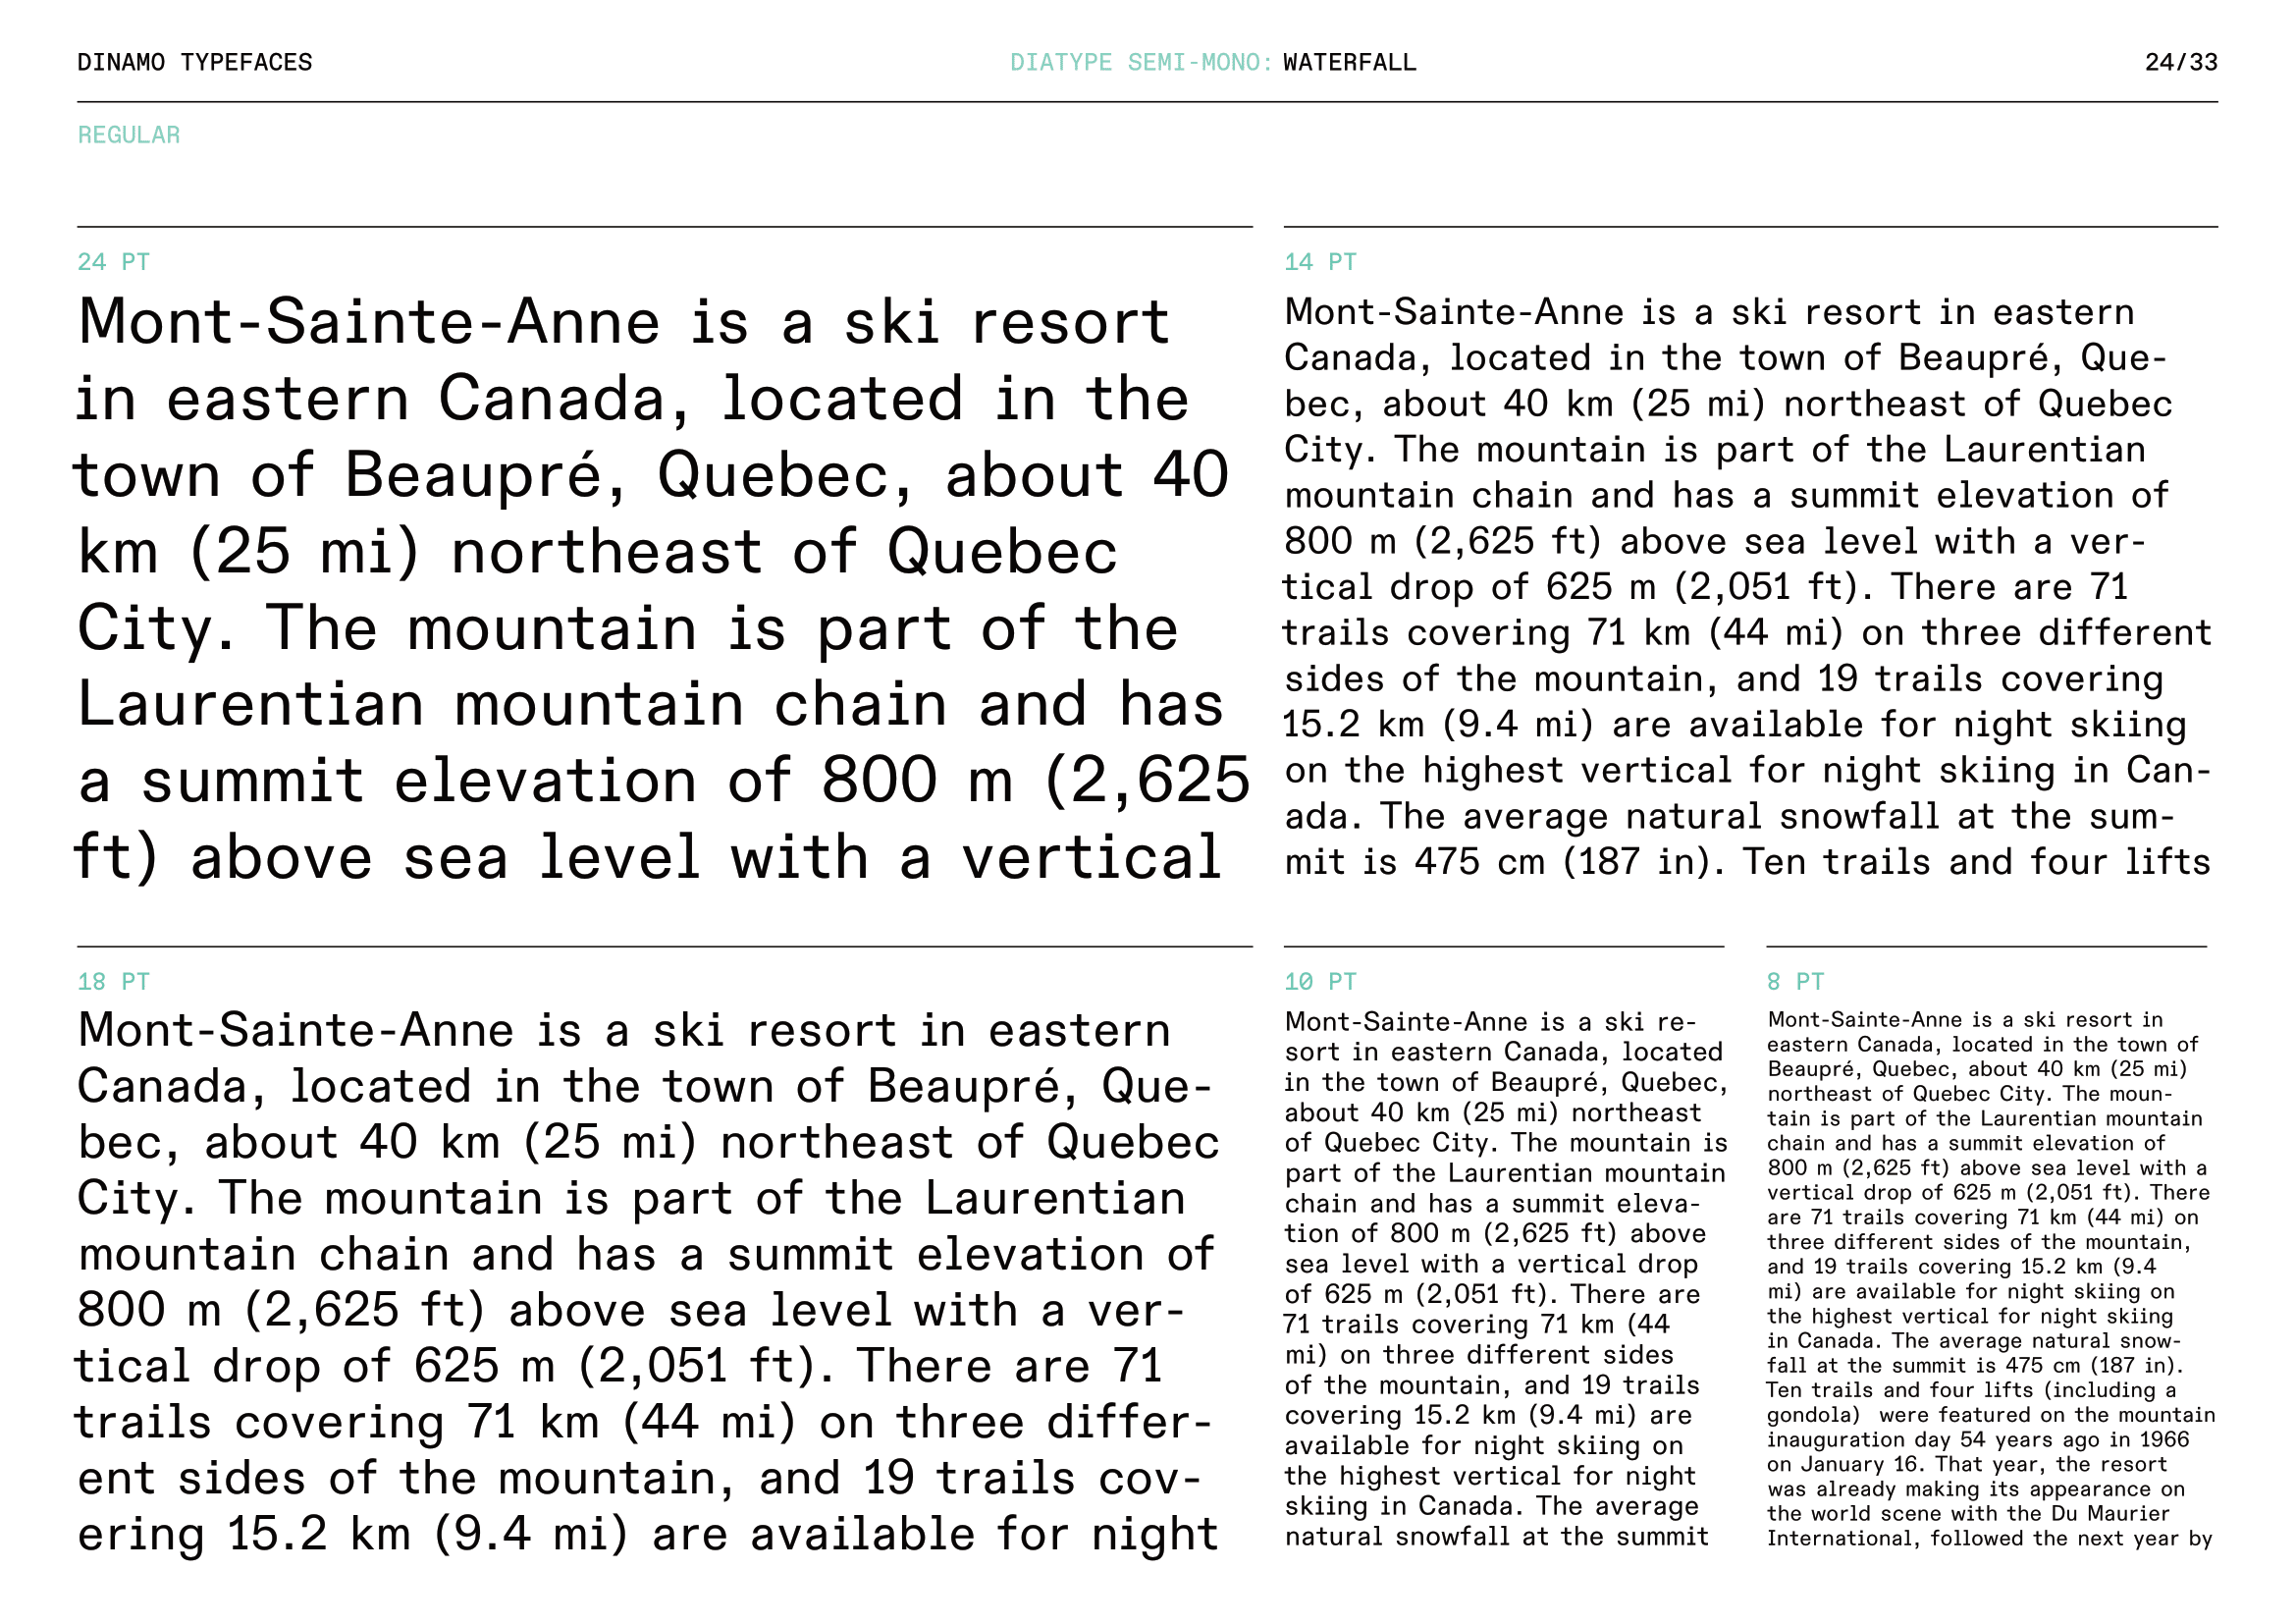 DINAMO TYPEFACES
DIATYPE SEMI-MONO: WATERFALL
24/33
REGULAR
24 PT
Mont-Sainte-Anne is a ski resort
in eastern Canada, located in the
town of Beaupré, Quebec, about 40
km (25 mi) northeast of Quebec
City. The mountain is part of the
Laurentian mountain chain and has
a summit elevation of 800 m (2,625
ft) above sea level with a vertical
14 PT
Mont-Sainte-Anne is a ski resort in eastern
Canada, located in the town of Beaupré, Que-
bec, about 40 km (25 mi) northeast of Quebec
City. The mountain is part of the Laurentian
mountain chain and has a summit elevation of
800 m (2,625 ft) above sea level with a ver-
tical drop of 625 m (2,051 ft). There are 71
trails covering 71 km (44 mi) on three different
sides of the mountain, and 19 trails covering
15.2 km (9.4 mi) are available for night skiing
on the highest vertical for night skiing in Can-
ada. The average natural snowfall at the sum-
mit is 475 cm (187 in). Ten trails and four lifts
18 PT
Mont-Sainte-Anne is a ski resort in eastern
Canada, located in the town of Beaupré, Que-
bec, about 40 km (25 mi) northeast of Quebec
City. The mountain is part of the Laurentian
mountain chain and has a summit elevation of
800 m (2,625 ft) above sea level with a ver-
tical drop of 625 m (2,051 ft). There are 71
trails covering 71 km (44 mi) on three differ-
ent sides of the mountain, and 19 trails cov-
ering 15.2 km (9.4 mi) are available for night
10 PT
Mont-Sainte-Anne is a ski re-
sort in eastern Canada, located
in the town of Beaupré, Quebec,
about 40 km (25 mi) northeast
of Quebec City. The mountain is
part of the Laurentian mountain
chain and has a summit eleva-
tion of 800 m (2,625 ft) above
sea level with a vertical drop
of 625 m (2,051 ft). There are
71 trails covering 71 km (44
mi) on three different sides
of the mountain, and 19 trails
covering 15.2 km (9.4 mi) are
available for night skiing on
the highest vertical for night
skiing in Canada. The average
natural snowfall at the summit
8 PT
Mont-Sainte-Anne is a ski resort in
eastern Canada, located in the town of
Beaupré, Quebec, about 40 km (25 mi)
northeast of Quebec City. The moun-
tain is part of the Laurentian mountain
chain and has a summit elevation of
800 m (2,625 ft) above sea level with a
vertical drop of 625 m (2,051 ft). There
are 71 trails covering 71 km (44 mi) on
three different sides of the mountain,
and 19 trails covering 15.2 km (9.4
mi) are available for night skiing on
the highest vertical for night skiing
in Canada. The average natural snow-
fall at the summit is 475 cm (187 in).
Ten trails and four lifts (including a
gondola)  were featured on the mountain
inauguration day 54 years ago in 1966
on January 16. That year, the resort
was already making its appearance on
the world scene with the Du Maurier
International, followed the next year by